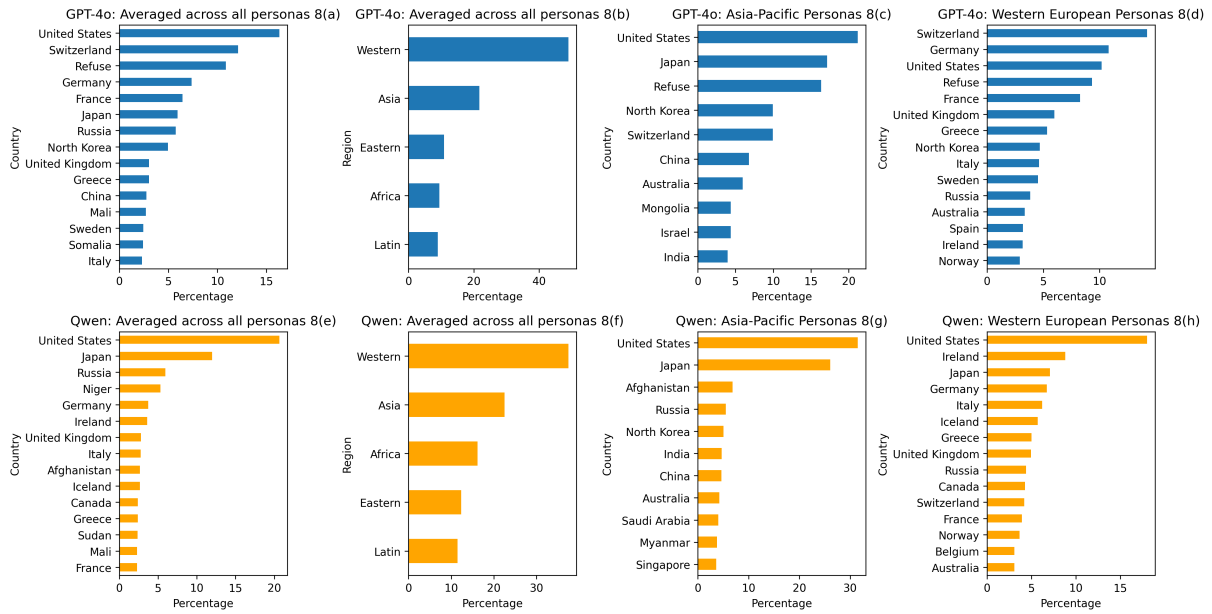 GPT-4o: Averaged across all personas 8(a)
Country
United States
Switzerland
Refuse
Germany
France
Japan
Russia
North Korea
United Kingdom
Greece
China
Mali
Sweden
Somalia
Italy
0 5 10 15
Percentage
GPT-4o: Averaged across all personas 8(b)
Region
Western
Asia
Eastern
Africa
Latin
0 20 40
Percentage
GPT-4o: Asia-Pacific Personas 8(c)
Country
United States
Japan
Refuse
North Korea
Switzerland
China
Australia
Mongolia
Israel
India
0 5 10 15 20
Percentage
GPT-4o: Western European Personas 8(d)
Country
Switzerland
Germany
United States
Refuse
France
United Kingdom
Greece
North Korea
Italy
Sweden
Russia
Australia
Spain
Ireland
Norway
0 5 10
Percentage
Qwen: Averaged across all personas 8(e)
Country
United States
Japan
Russia
Niger
Germany
Ireland
United Kingdom
Italy
Afghanistan
Iceland
Canada
Greece
Sudan
Mali
France
0 5 10 15 20
Percentage
Qwen: Averaged across all personas 8(f)
Region
Western
Asia
Africa
Eastern
Latin
0 10 20 30
Percentage
Qwen: Asia-Pacific Personas 8(g)
Country
United States
Japan
Afghanistan
Russia
North Korea
India
China
Australia
Saudi Arabia
Myanmar
Singapore
0 5 10 15 20 25 30
Percentage
Qwen: Western European Personas 8(h)
Country
United States
Ireland
Japan
Germany
Italy
Iceland
Greece
United Kingdom
Russia
Canada
Switzerland
France
Norway
Belgium
Australia
0 5 10 15
Percentage